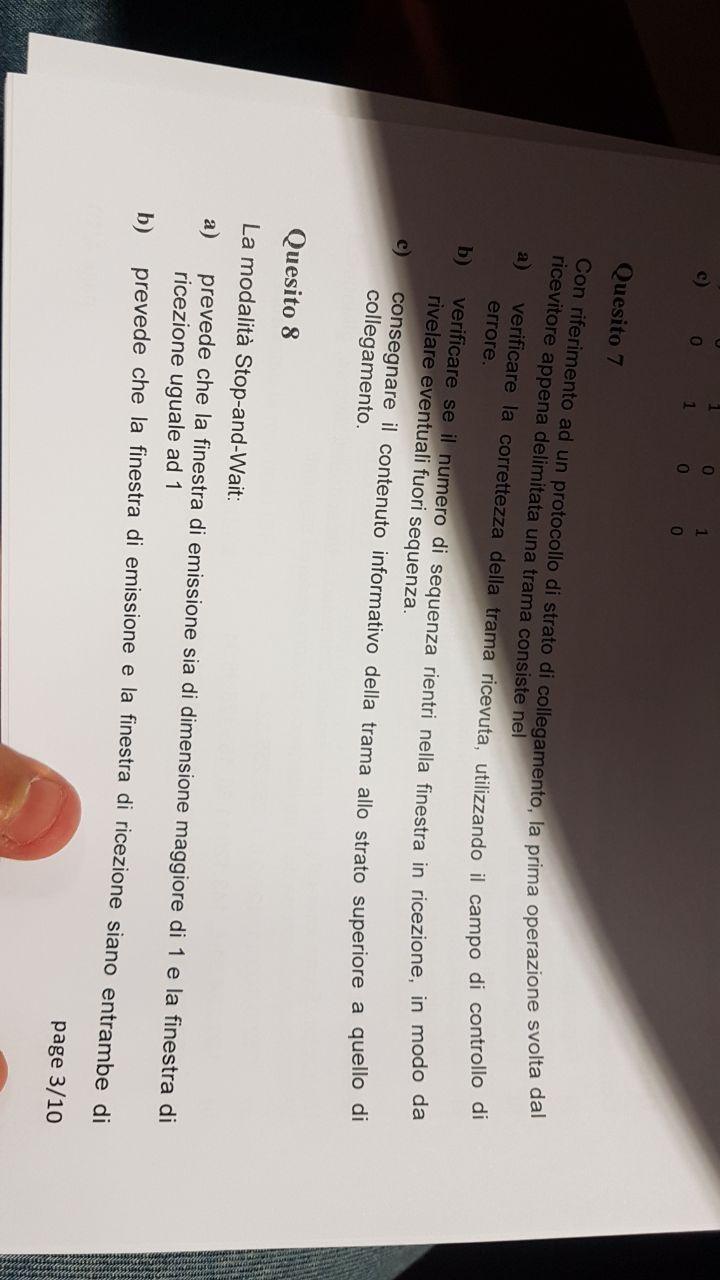 1 0 1
c) 0 1 0 0
Quesito 7
Con riferimento ad un protocollo di strato di collegamento, la prima operazione svolta dal
ricevitore appena delimitata una trama consiste nel
a) verificare la correttezza della trama ricevuta, utilizzando il campo di controllo di
errore.
b) verificare se il numero di sequenza rientri nella finestra in ricezione, in modo da
rivelare eventuali fuori sequenza.
c) consegnare il contenuto informativo della trama allo strato superiore a quello di
collegamento.
Quesito 8
La modalità Stop-and-Wait:
a) prevede che la finestra di emissione sia di dimensione maggiore di 1 e la finestra di
ricezione uguale ad 1
b) prevede che la finestra di emissione e la finestra di ricezione siano entrambe di
page 3/10